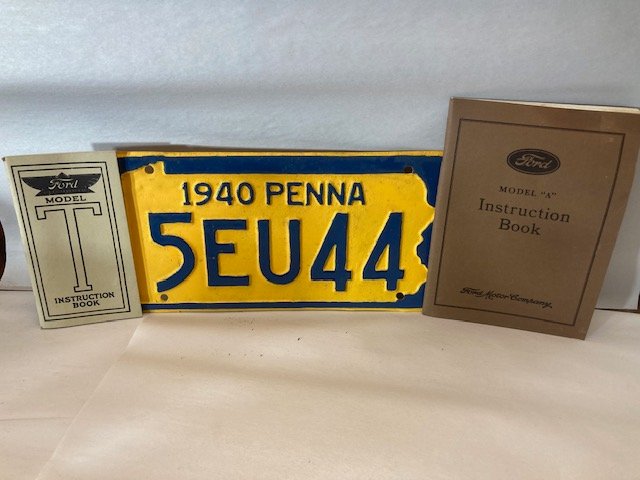 Ford
MODEL
T
INSTRUCTION
BOOK
1940 PENNA
5EU44
Ford
MODEL "A"
Instruction
Book
Ford Motor Company